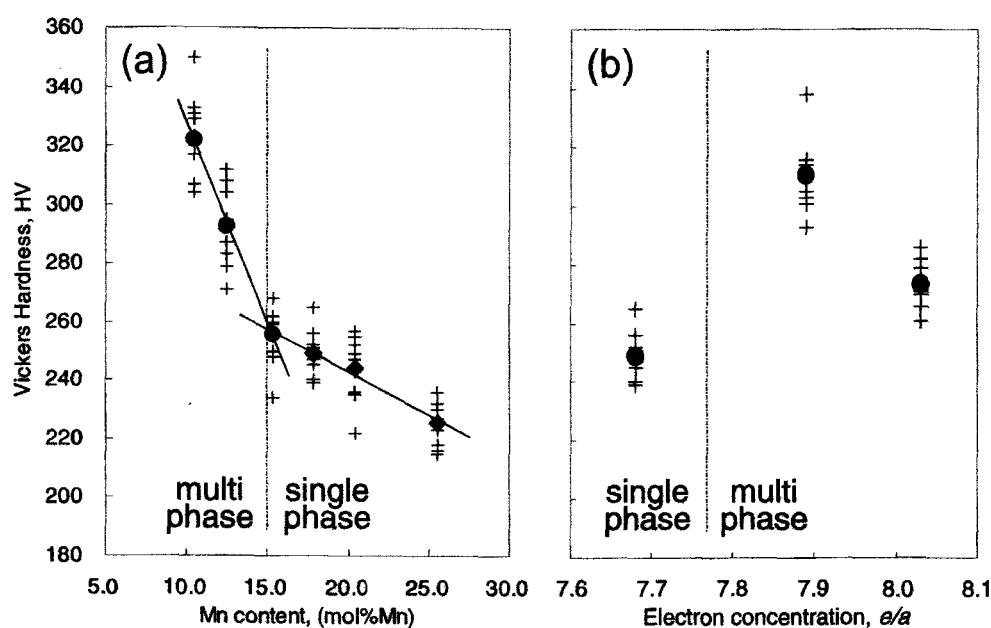 (a)
360
340
320
300
280
260
240
220
200
180
Vickers Hardness, HV
multi
phase
single
phase
5.0 10.0 15.0 20.0 25.0 30.0
Mn content, (mol%Mn)
(b)
single
phase
multi
phase
7.6 7.7 7.8 7.9 8.0 8.1
Electron concentration, e/a